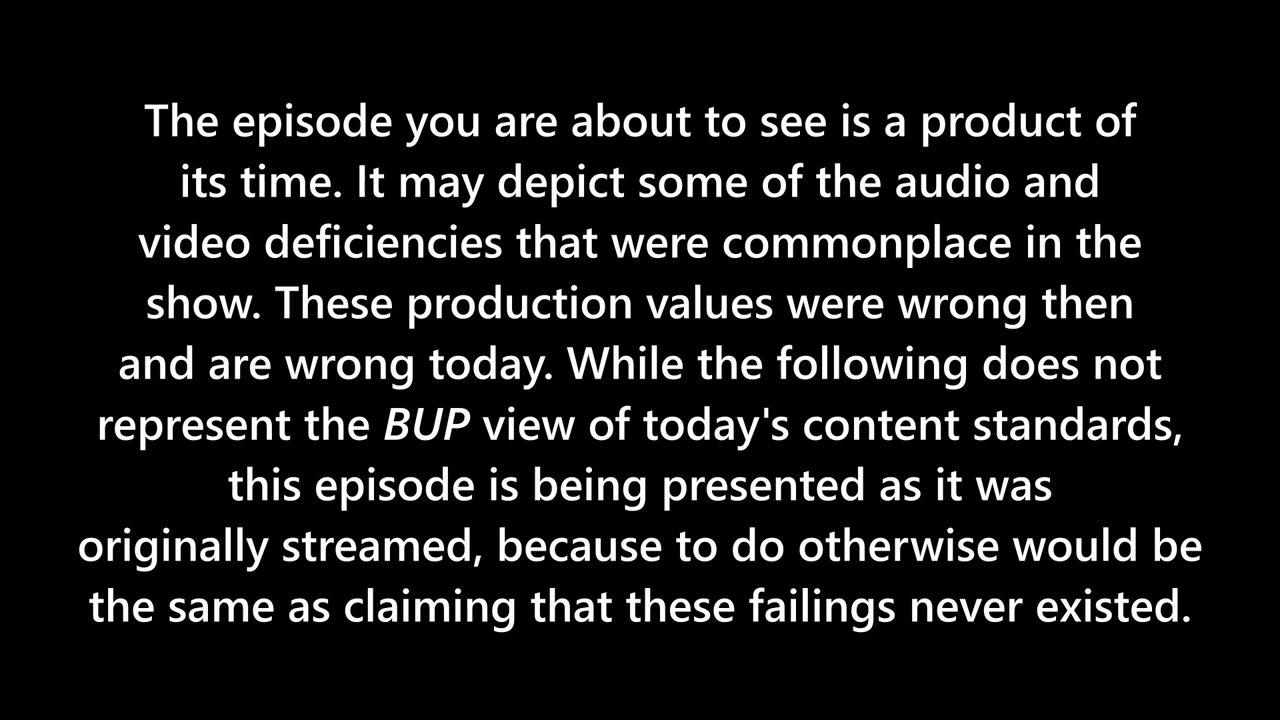 The episode you are about to see is a product of
its time. It may depict some of the audio and
video deficiencies that were commonplace in the
show. These production values were wrong then
and are wrong today. While the following does not
represent the BUP view of today's content standards,
this episode is being presented as it was
originally streamed, because to do otherwise would be
the same as claiming that these failings never existed.